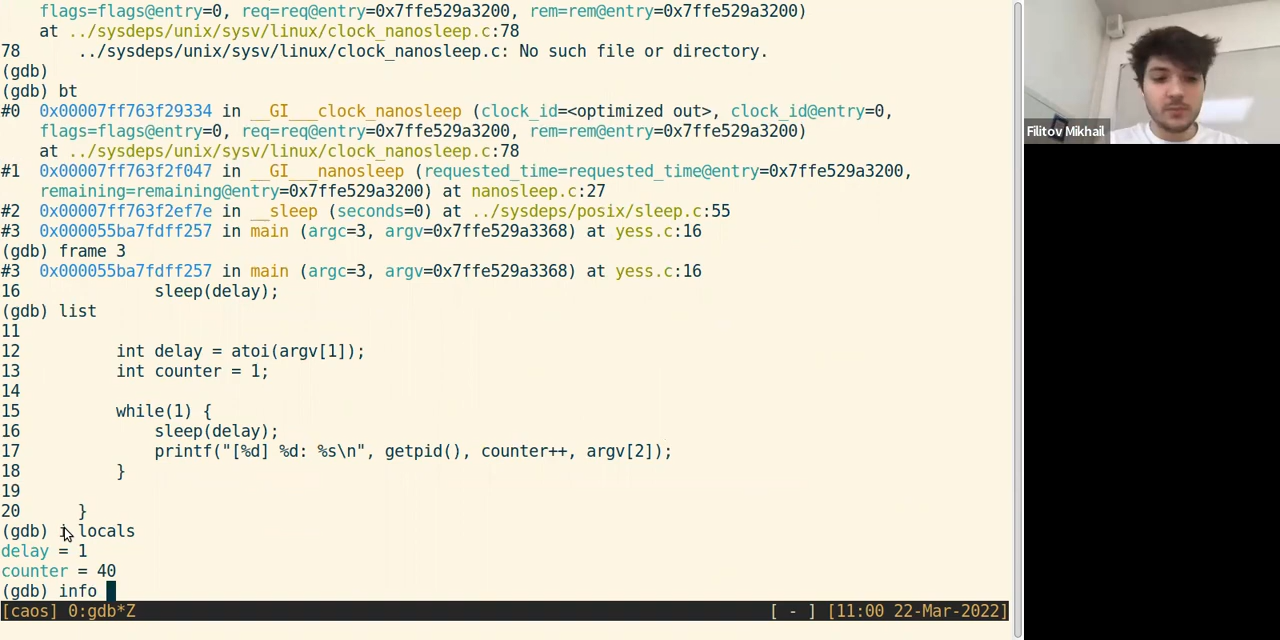 flags=flags@entry=0, req=req@entry=0x7ffe529a3200, rem=rem@entry=0x7ffe529a3200)
at ../sysdeps/unix/sysv/linux/clock_nanosleep.c:78
78 ../sysdeps/unix/sysv/linux/clock_nanosleep.c: No such file or directory.
(gdb)
(gdb) bt
#0 0x00007ff763f29334 in __GI___clock_nanosleep (clock_id=<optimized out>, clock_id@entry=0,
flags=flags@entry=0, req=req@entry=0x7ffe529a3200, rem=rem@entry=0x7ffe529a3200)
at ../sysdeps/unix/sysv/linux/clock_nanosleep.c:78
#1 0x00007ff763f2f047 in __GI___nanosleep (requested_time=requested_time@entry=0x7ffe529a3200,
remaining=remaining@entry=0x7ffe529a3200) at nanosleep.c:27
#2 0x00007ff763f2ef7e in __sleep (seconds=0) at ../sysdeps/posix/sleep.c:55
#3 0x000055ba7fdff257 in main (argc=3, argv=0x7ffe529a3368) at yess.c:16
(gdb) frame 3
#3 0x000055ba7fdff257 in main (argc=3, argv=0x7ffe529a3368) at yess.c:16
16 sleep(delay);
(gdb) list
11
12 int delay = atoi(argv[1]);
13 int counter = 1;
14
15 while(1) {
16 sleep(delay);
17 printf("[%d] %d: %s\n", getpid(), counter++, argv[2]);
18 }
19
20 }
(gdb) i locals
delay = 1
counter = 40
(gdb) info
[caos] 0:gdb*Z [ - ] [11:00 22-Mar-2022]
Filitov Mikhail